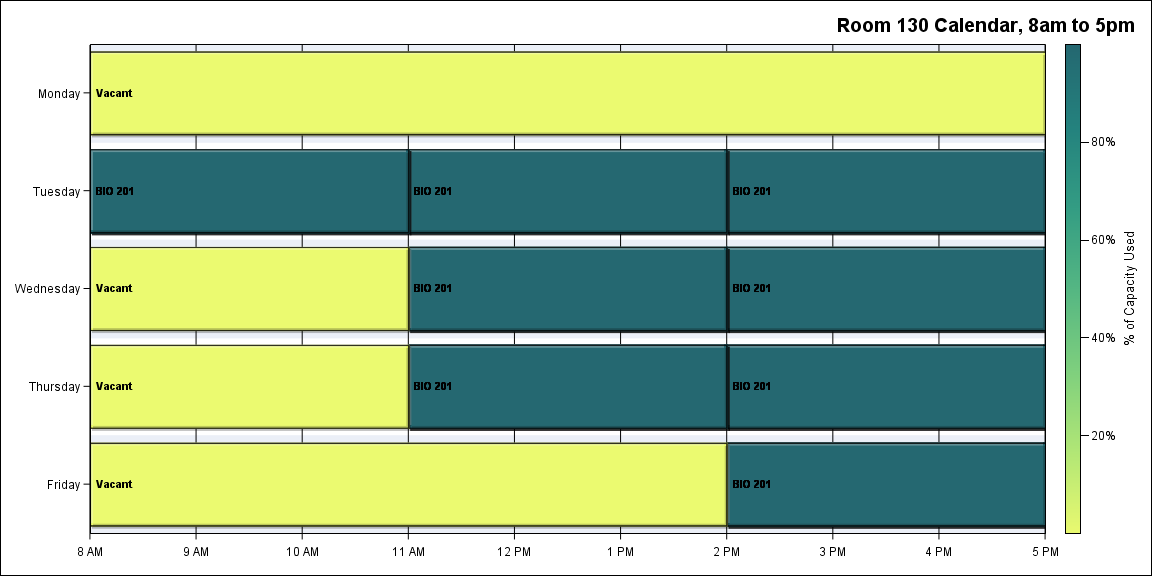 Room 130 Calendar, 8am to 5pm
Monday
Vacant
Tuesday
BIO 201
BIO 201
BIO 201
Wednesday
Vacant
BIO 201
BIO 201
Thursday
Vacant
BIO 201
BIO 201
Friday
Vacant
BIO 201
8 AM
9 AM
10 AM
11 AM
12 PM
1 PM
2 PM
3 PM
4 PM
5 PM
80%
60%
40%
20%
% of Capacity Used